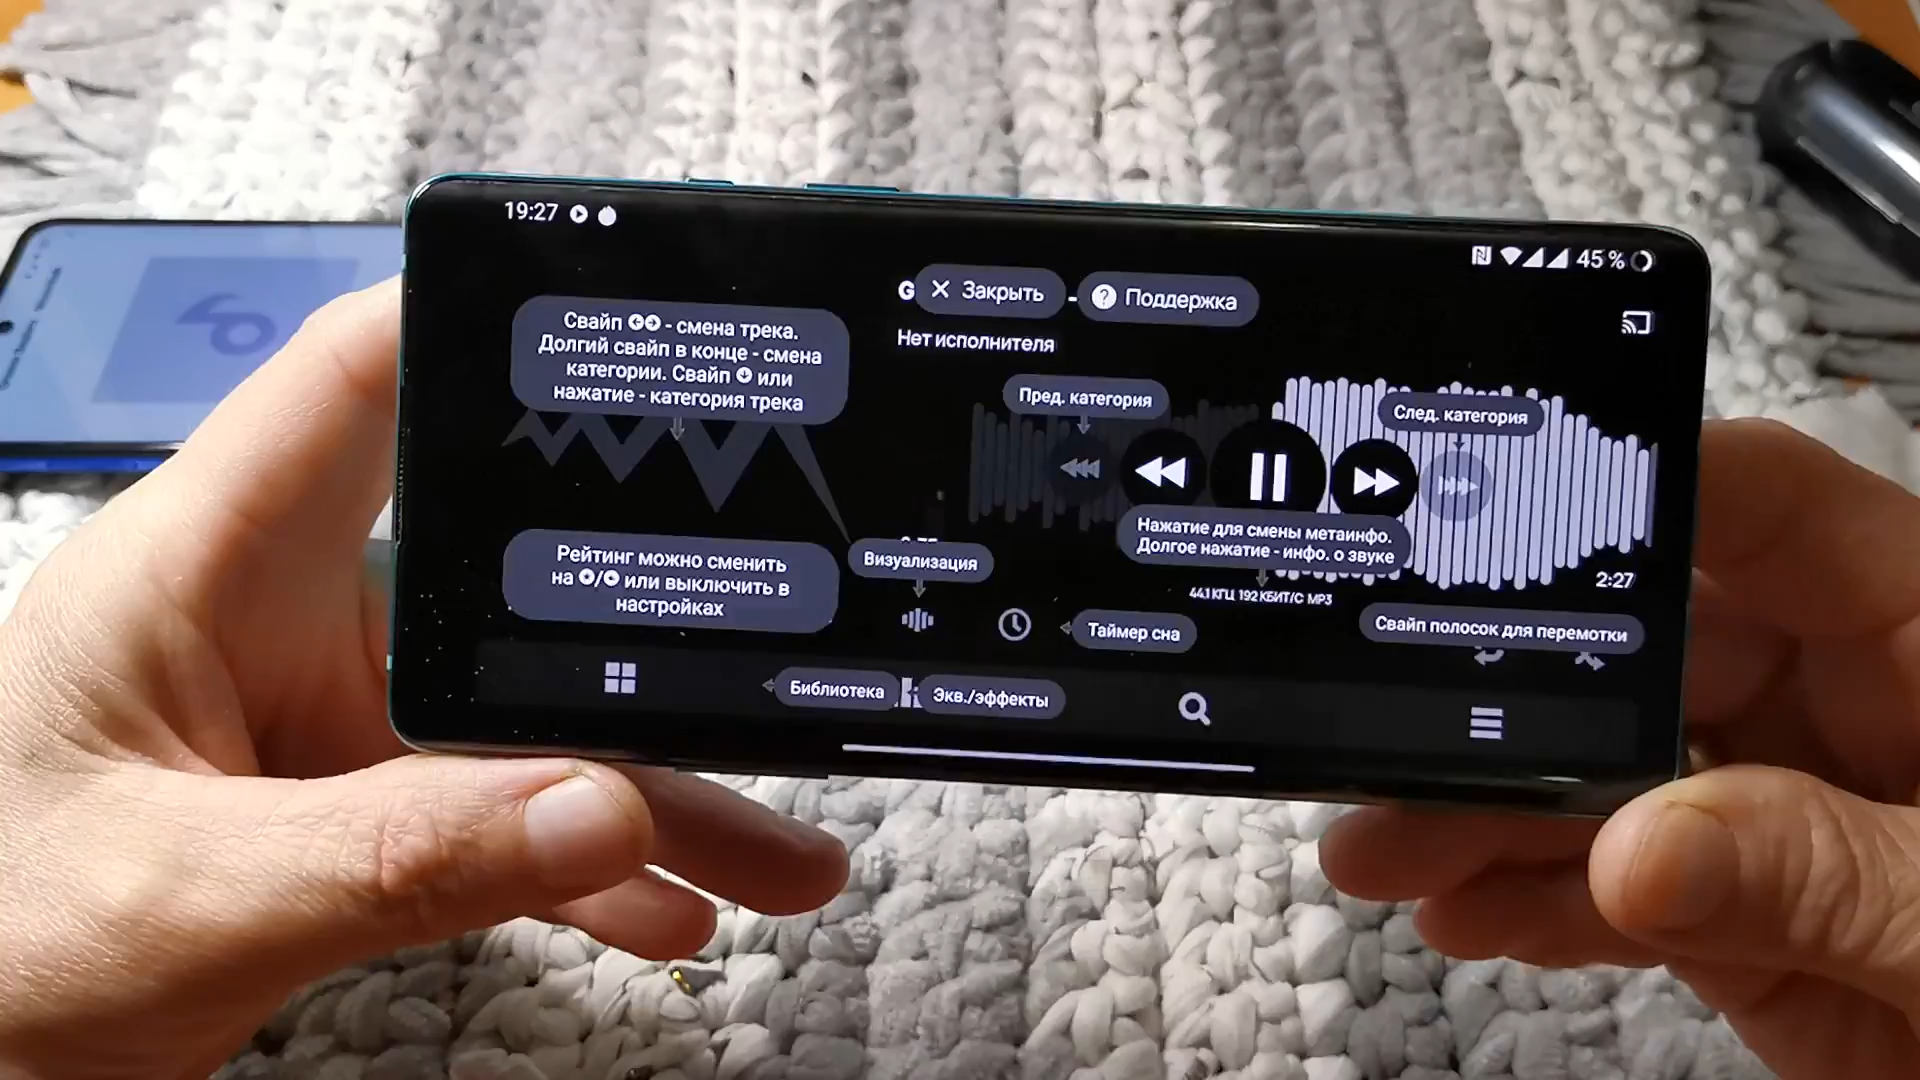 19:27
45 %
G
Закрыть
-
Поддержка
Нет исполнителя
Свайп - смена трека.
Долгий свайп в конце - смена
категории. Свайп или
нажатие - категория трека
Пред. категория
След. категория
Нажатие для смены метаинфо.
Долгое нажатие - инфо. о звуке
Рейтинг можно сменить
на / или выключить в
настройках
Визуализация
44.1 КГЦ 192 КБИТ/С MP3
2:27
Таймер сна
Свайп полосок для перемотки
Библиотека
Экв./эффекты